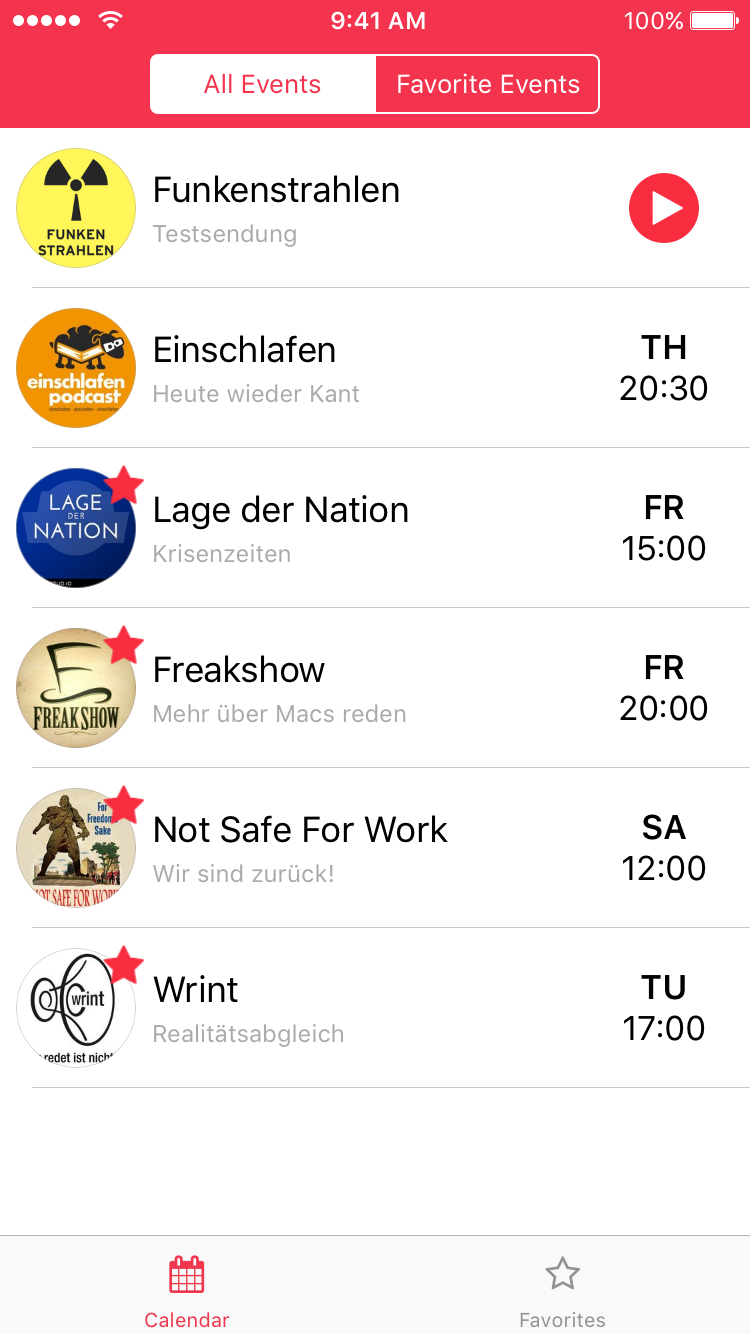 9:41 AM
100%
All Events
Favorite Events
FUNKEN
STRAHLEN
Funkenstrahlen
Testsendung
einschlafen
podcast
Einschlafen
Heute wieder Kant
TH
20:30
LAGE
DER
NATION
Lage der Nation
Krisenzeiten
FR
15:00
FREAKSHOW
Freakshow
Mehr über Macs reden
FR
20:00
For
Freedom
Sake
NOT SAFE FOR WORK
Not Safe For Work
Wir sind zurück!
SA
12:00
wrint
redet ist nicht
Wrint
Realitätsabgleich
TU
17:00
Calendar
Favorites